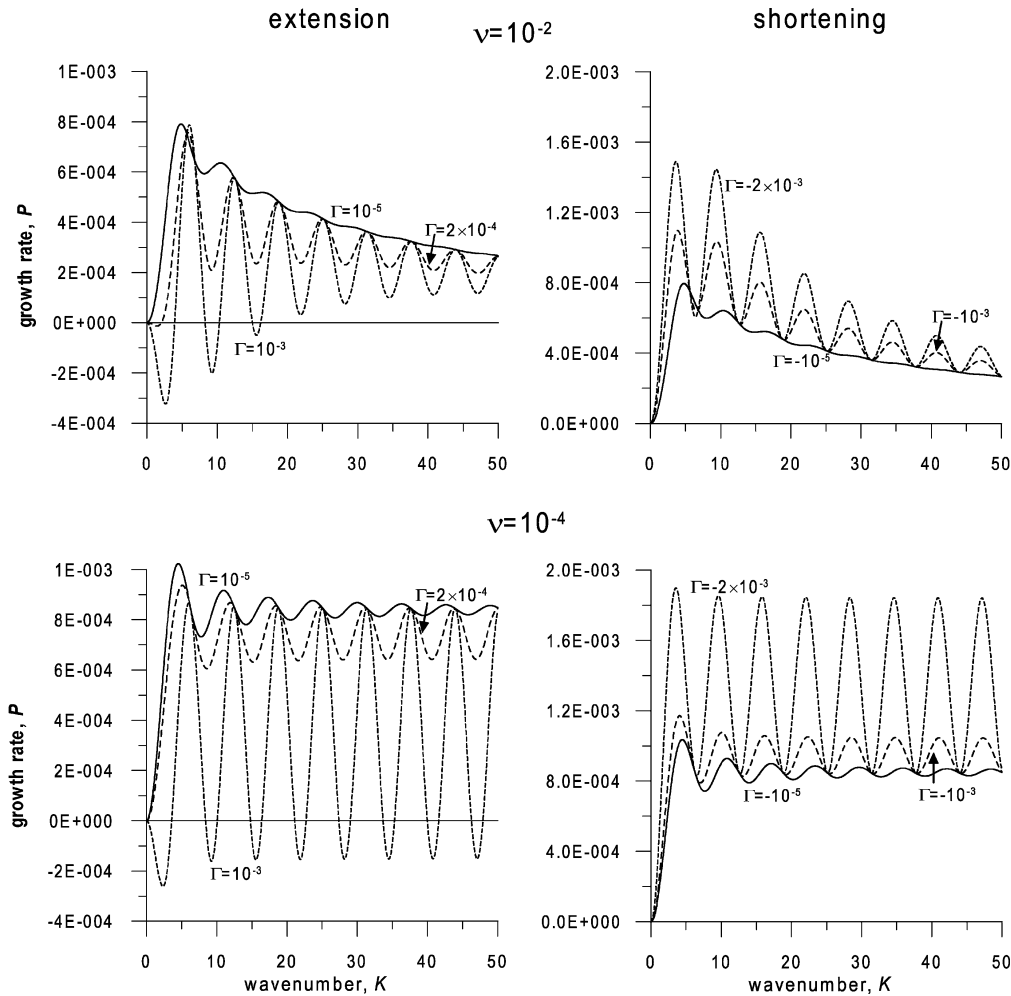 extension
shortening
ν=10-2
1E-003
8E-004
6E-004
4E-004
2E-004
0E+000
-2E-004
-4E-004
growth rate, P
Γ=10-5
Γ=2×10-4
Γ=10-3
0 10 20 30 40 50
2.0E-003
1.6E-003
1.2E-003
8.0E-004
4.0E-004
0.0E+000
Γ=-2×10-3
Γ=-10-3
Γ=-10-5
0 10 20 30 40 50
ν=10-4
1E-003
8E-004
6E-004
4E-004
2E-004
0E+000
-2E-004
-4E-004
growth rate, P
Γ=10-5
Γ=2×10-4
Γ=10-3
0 10 20 30 40 50
wavenumber, K
2.0E-003
1.6E-003
1.2E-003
8.0E-004
4.0E-004
0.0E+000
Γ=-2×10-3
Γ=-10-5
Γ=-10-3
0 10 20 30 40 50
wavenumber, K